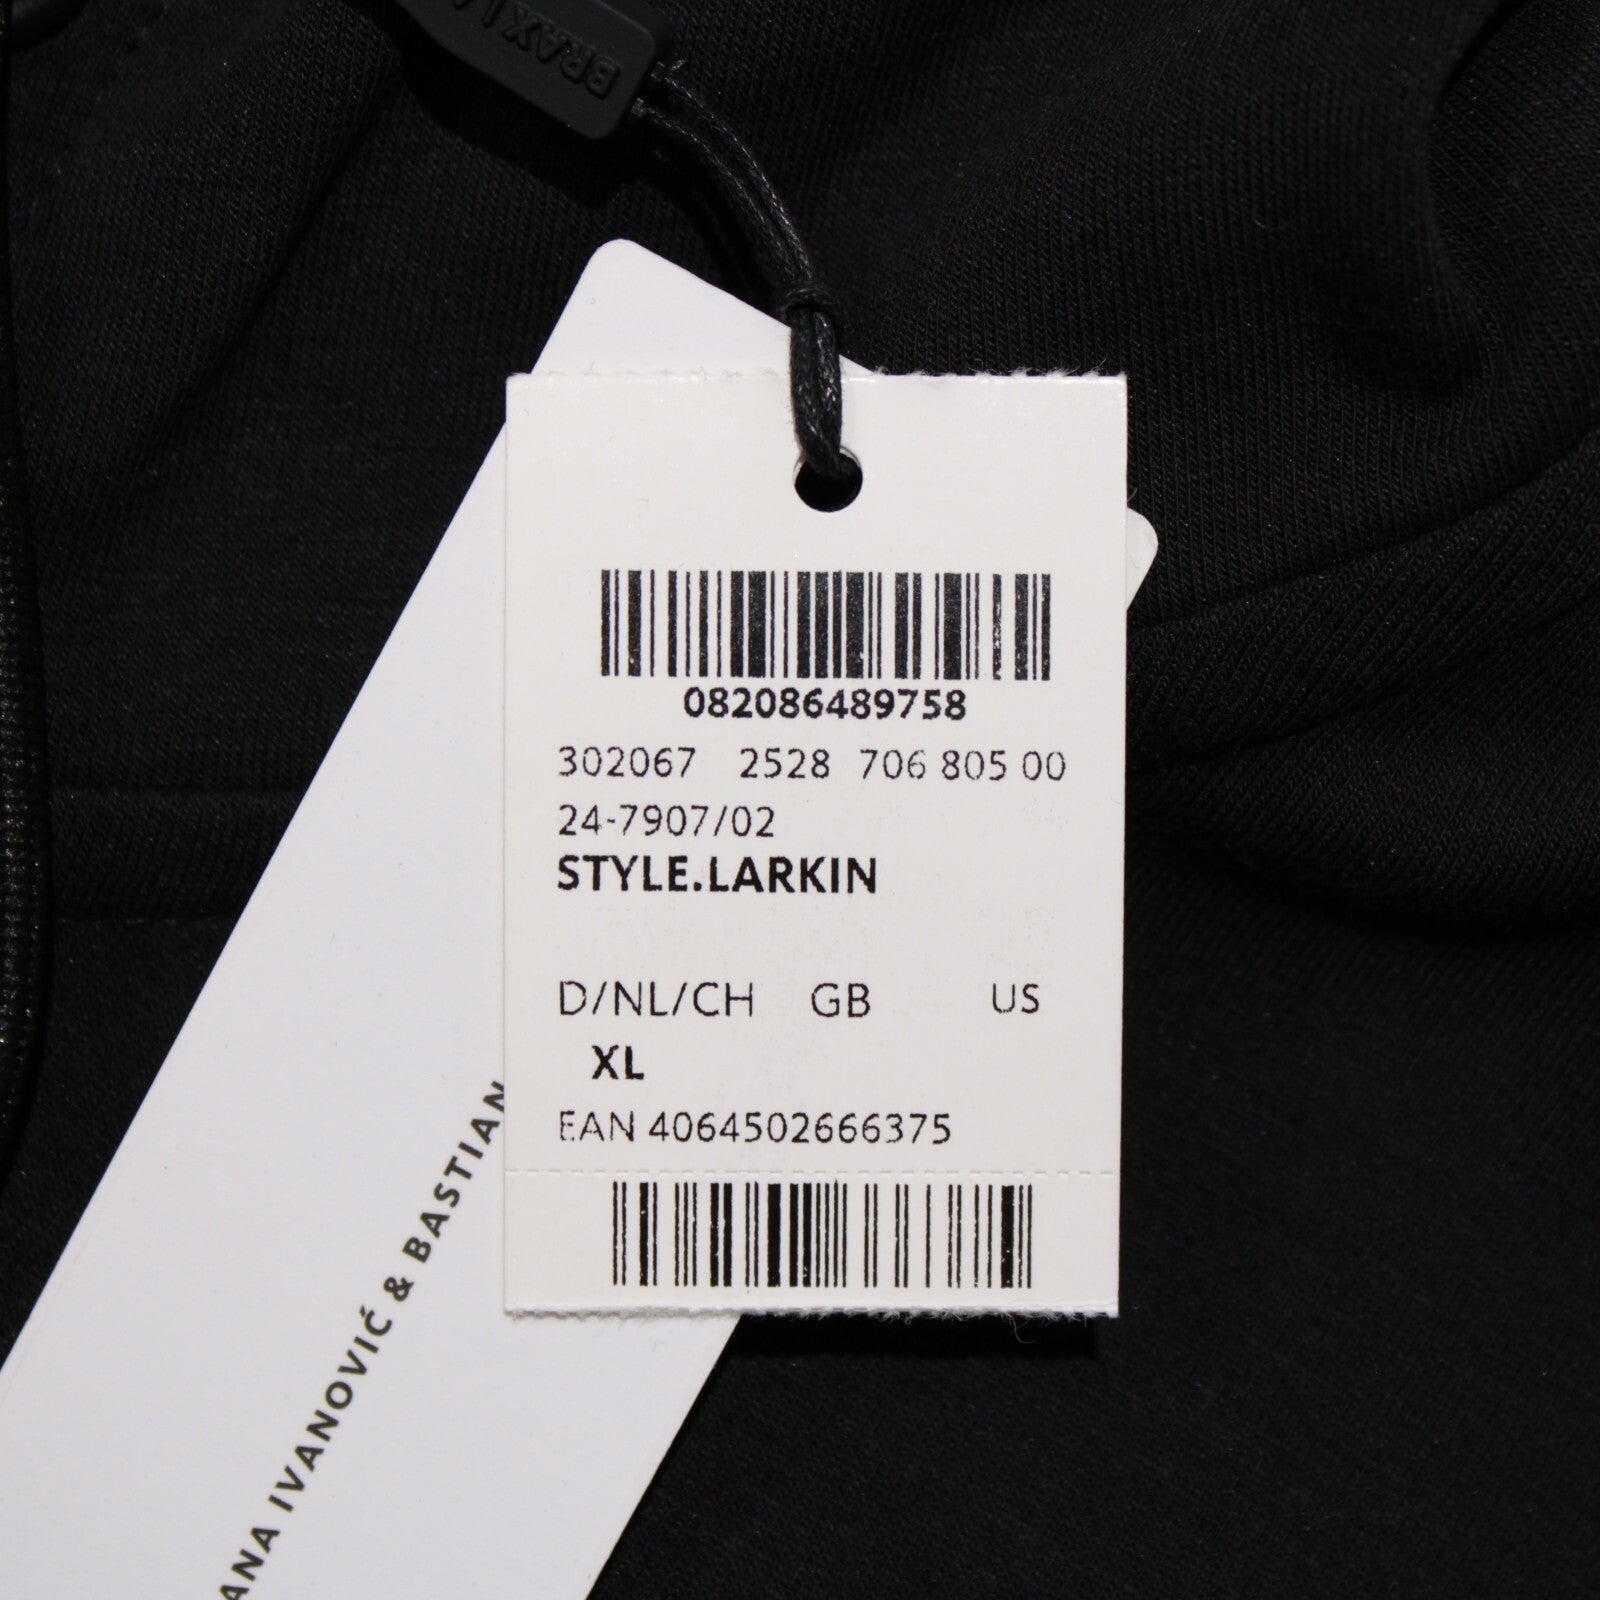 BRAX
082086489758
302067 2528 706 805 00
24-7907/02
STYLE.LARKIN
D/NL/CH GB US
XL
EAN 4064502666375
ANA IVANOVIĆ & BASTIAN